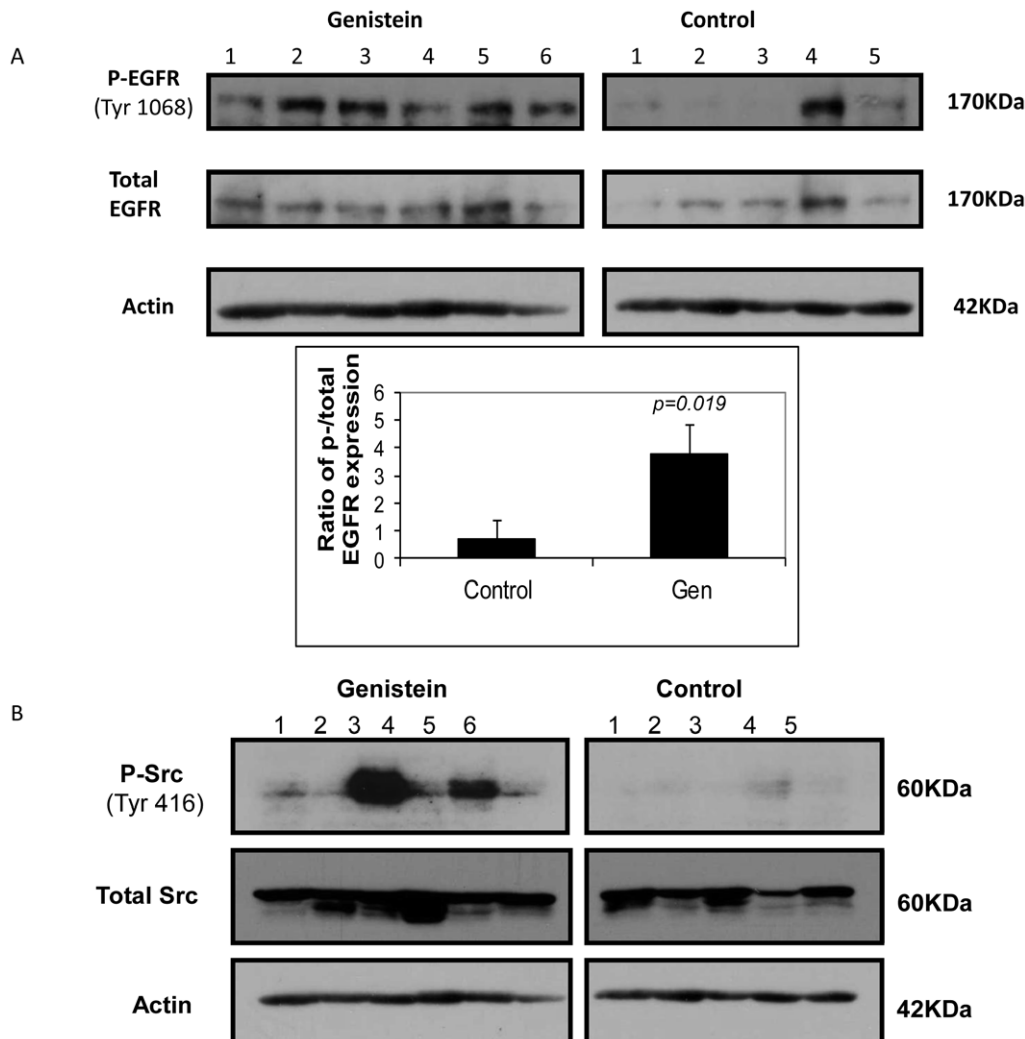 Genistein Control
A 1 2 3 4 5 6 1 2 3 4 5
P-EGFR
(Tyr 1068) 170KDa
Total
EGFR 170KDa
Actin 42KDa
Ratio of p-/total
EGFR expression
6
5
4
3
2
1
0
p=0.019
Control Gen
Genistein Control
B 1 2 3 4 5 6 1 2 3 4 5
P-Src
(Tyr 416) 60KDa
Total Src 60KDa
Actin 42KDa